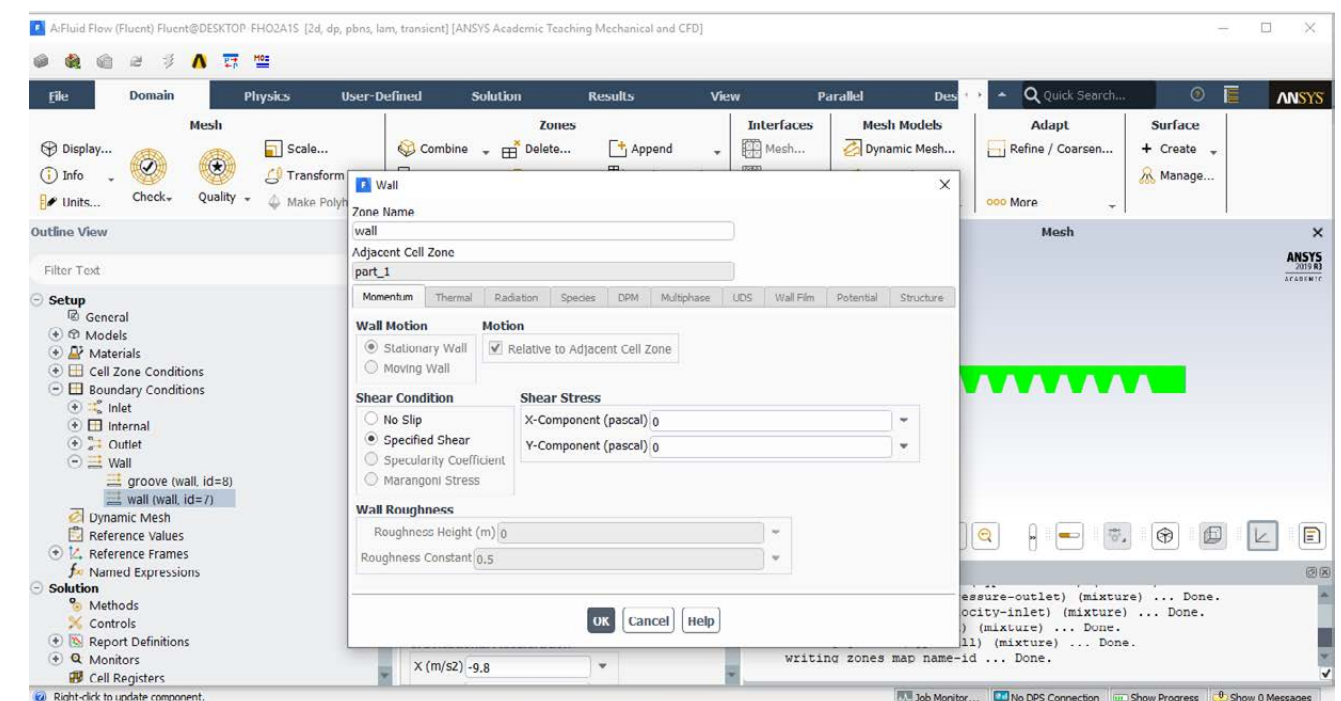 A:Fluid Flow (Fluent) Fluent@DESKTOP-FHO2A1S [2d, dp, pbns, lam, transient] [ANSYS Academic Teaching Mechanical and CFD]
File Domain Physics User-Defined Solution Results View Parallel Des Quick Search... ANSYS
Mesh Zones Interfaces Mesh Models Adapt Surface
Display... Scale... Combine Delete... Append Mesh... Dynamic Mesh... Refine / Coarsen... + Create
Info Check Quality Transform Manage...
Units... Make Polyh More
Outline View
Filter Text
Setup
General
Models
Materials
Cell Zone Conditions
Boundary Conditions
Inlet
Internal
Outlet
Wall
groove (wall, id=8)
wall (wall, id=7)
Dynamic Mesh
Reference Values
Reference Frames
Named Expressions
Solution
Methods
Controls
Report Definitions
Monitors
Cell Registers
Wall
Zone Name
wall
Adjacent Cell Zone
part_1
Momentum Thermal Radiation Species DPM Multiphase UDS Wall Film Potential Structure
Wall Motion Motion
Stationary Wall Relative to Adjacent Cell Zone
Moving Wall
Shear Condition Shear Stress
No Slip X-Component (pascal) 0
Specified Shear Y-Component (pascal) 0
Specularity Coefficient
Marangoni Stress
Wall Roughness
Roughness Height (m) 0
Roughness Constant 0.5
OK Cancel Help
X (m/s2) -9.8
Mesh
ANSYS
2019 R3
ACADEMIC
essure-outlet) (mixture) ... Done.
ocity-inlet) (mixture) ... Done.
) (mixture) ... Done.
ll) (mixture) ... Done.
writing zones map name-id ... Done.
Right-click to update component. Job Monitor... No DPS Connection Show Progress Show 0 Messages